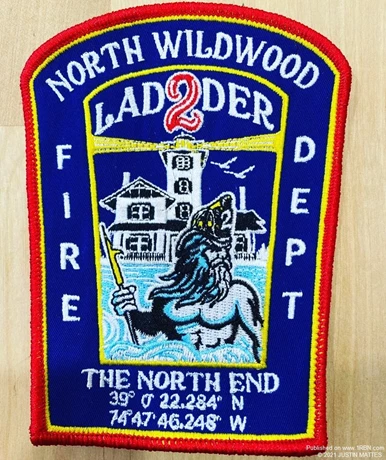 NORTH WILDWOOD
LAD2DER
FIRE
DEPT
THE NORTH END
39° 0' 22.284" N
74°47'46.248" W
Published on www.1RBN.com
© 2021 JUSTIN MATTES